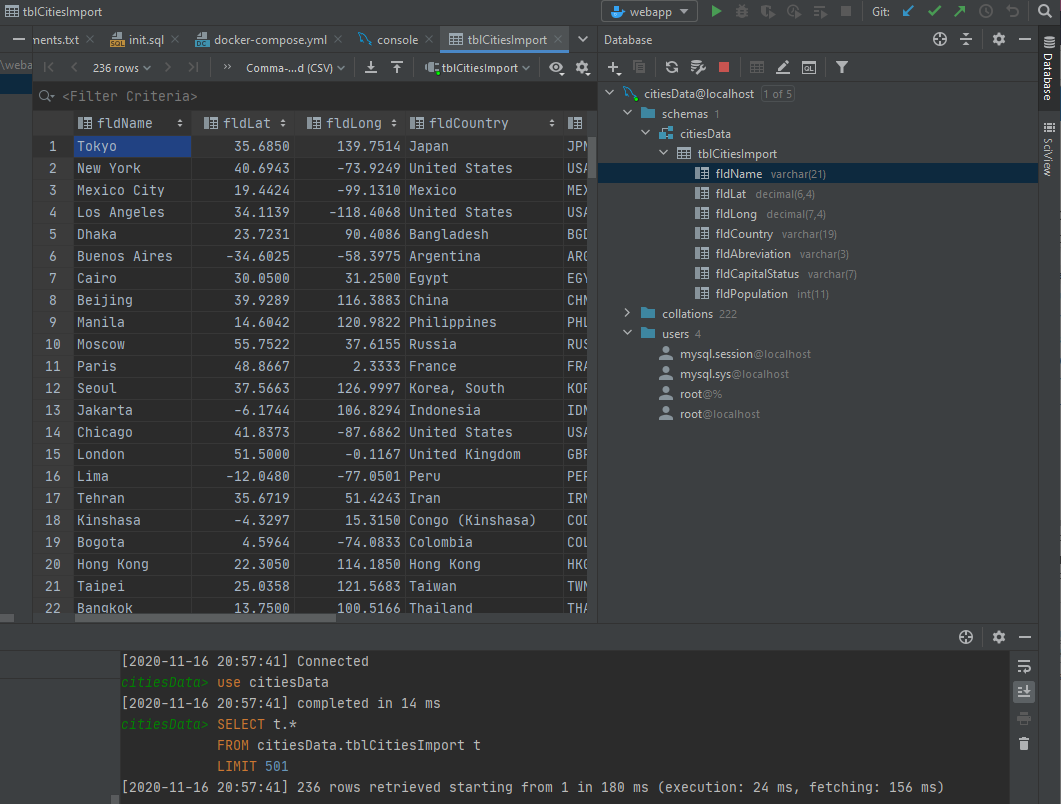 tblCitiesImport
webapp
Git:
ments.txt
init.sql
docker-compose.yml
console
tblCitiesImport
Database
236 rows
Comma-...d (CSV)
tblCitiesImport
<Filter Criteria>
fldName fldLat fldLong fldCountry
1 Tokyo 35.6850 139.7514 Japan JPN
2 New York 40.6943 -73.9249 United States USA
3 Mexico City 19.4424 -99.1310 Mexico MEX
4 Los Angeles 34.1139 -118.4068 United States USA
5 Dhaka 23.7231 90.4086 Bangladesh BGD
6 Buenos Aires -34.6025 -58.3975 Argentina ARG
7 Cairo 30.0500 31.2500 Egypt EGY
8 Beijing 39.9289 116.3883 China CHN
9 Manila 14.6042 120.9822 Philippines PHL
10 Moscow 55.7522 37.6155 Russia RUS
11 Paris 48.8667 2.3333 France FRA
12 Seoul 37.5663 126.9997 Korea, South KOR
13 Jakarta -6.1744 106.8294 Indonesia IDN
14 Chicago 41.8373 -87.6862 United States USA
15 London 51.5000 -0.1167 United Kingdom GBR
16 Lima -12.0480 -77.0501 Peru PER
17 Tehran 35.6719 51.4243 Iran IRN
18 Kinshasa -4.3297 15.3150 Congo (Kinshasa) COD
19 Bogota 4.5964 -74.0833 Colombia COL
20 Hong Kong 22.3050 114.1850 Hong Kong HKG
21 Taipei 25.0358 121.5683 Taiwan TWN
22 Bangkok 13.7500 100.5166 Thailand THA
\weba
citiesData@localhost 1 of 5
schemas 1
citiesData
tblCitiesImport
fldName varchar(21)
fldLat decimal(6,4)
fldLong decimal(7,4)
fldCountry varchar(19)
fldAbreviation varchar(3)
fldCapitalStatus varchar(7)
fldPopulation int(11)
collations 222
users 4
mysql.session@localhost
mysql.sys@localhost
root@%
root@localhost
Database
SciView
[2020-11-16 20:57:41] Connected
citiesData> use citiesData
[2020-11-16 20:57:41] completed in 14 ms
citiesData> SELECT t.*
FROM citiesData.tblCitiesImport t
LIMIT 501
[2020-11-16 20:57:41] 236 rows retrieved starting from 1 in 180 ms (execution: 24 ms, fetching: 156 ms)